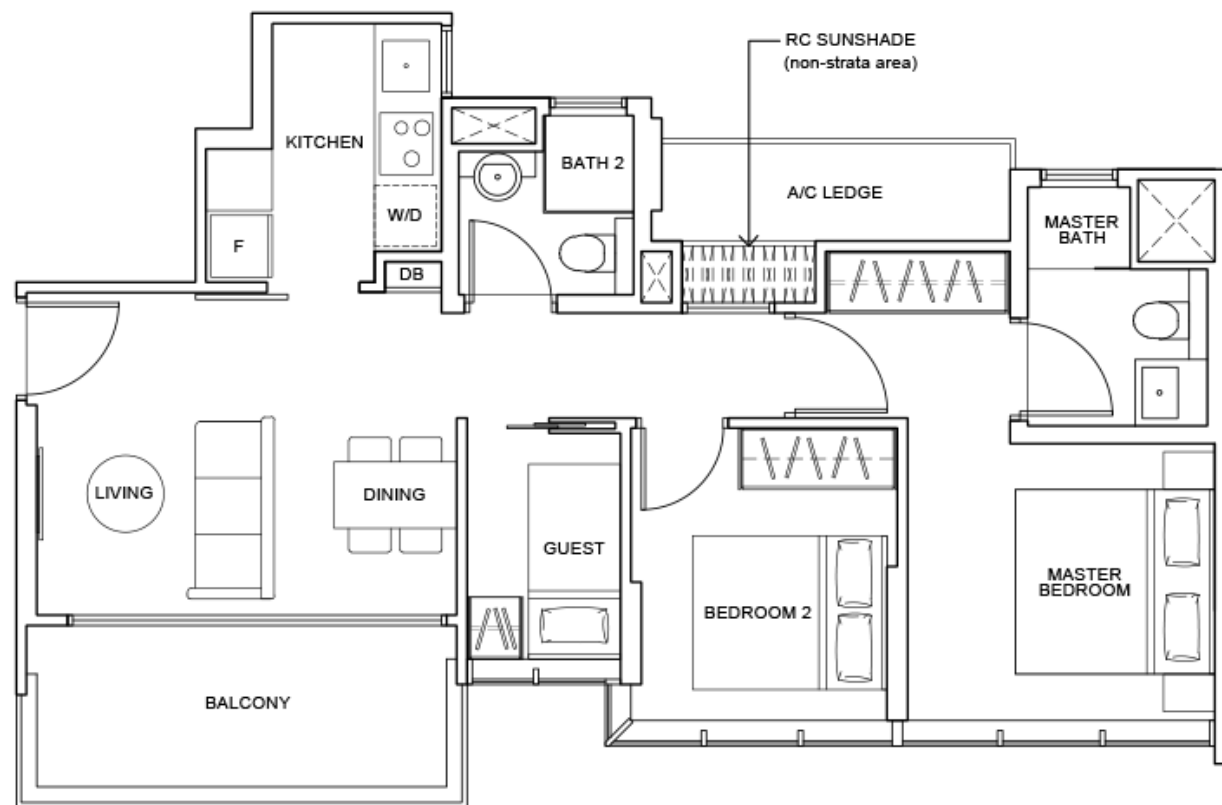 RC SUNSHADE
(non-strata area)
KITCHEN
BATH 2
A/C LEDGE
W/D
MASTER
BATH
F
DB
LIVING
DINING
GUEST
BEDROOM 2
MASTER
BEDROOM
BALCONY